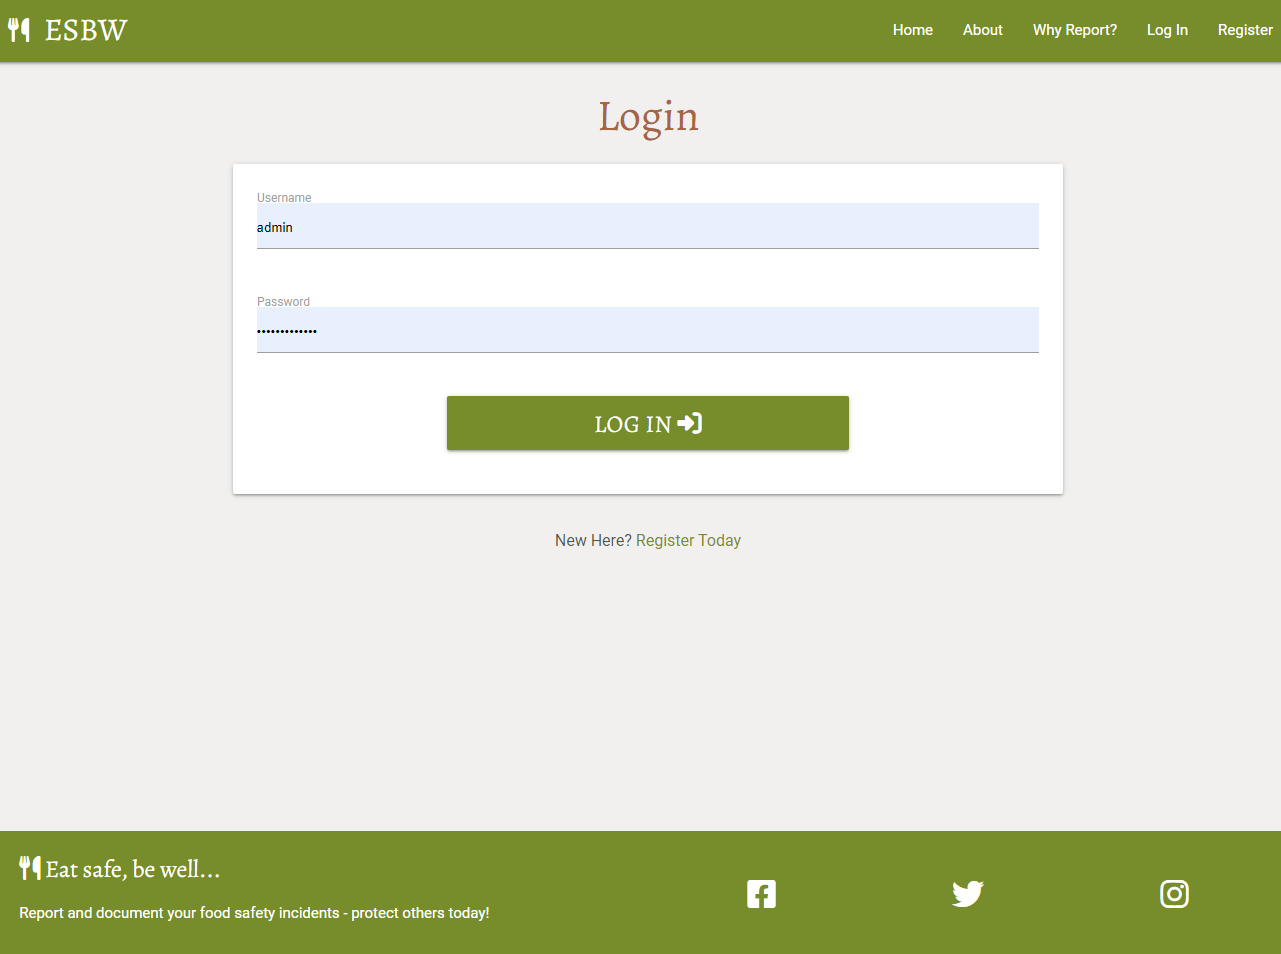 ESBW
Home About Why Report? Log In Register
Login
Username
admin
Password
•••••••••••••
LOG IN
New Here? Register Today
Eat safe, be well...
Report and document your food safety incidents - protect others today!